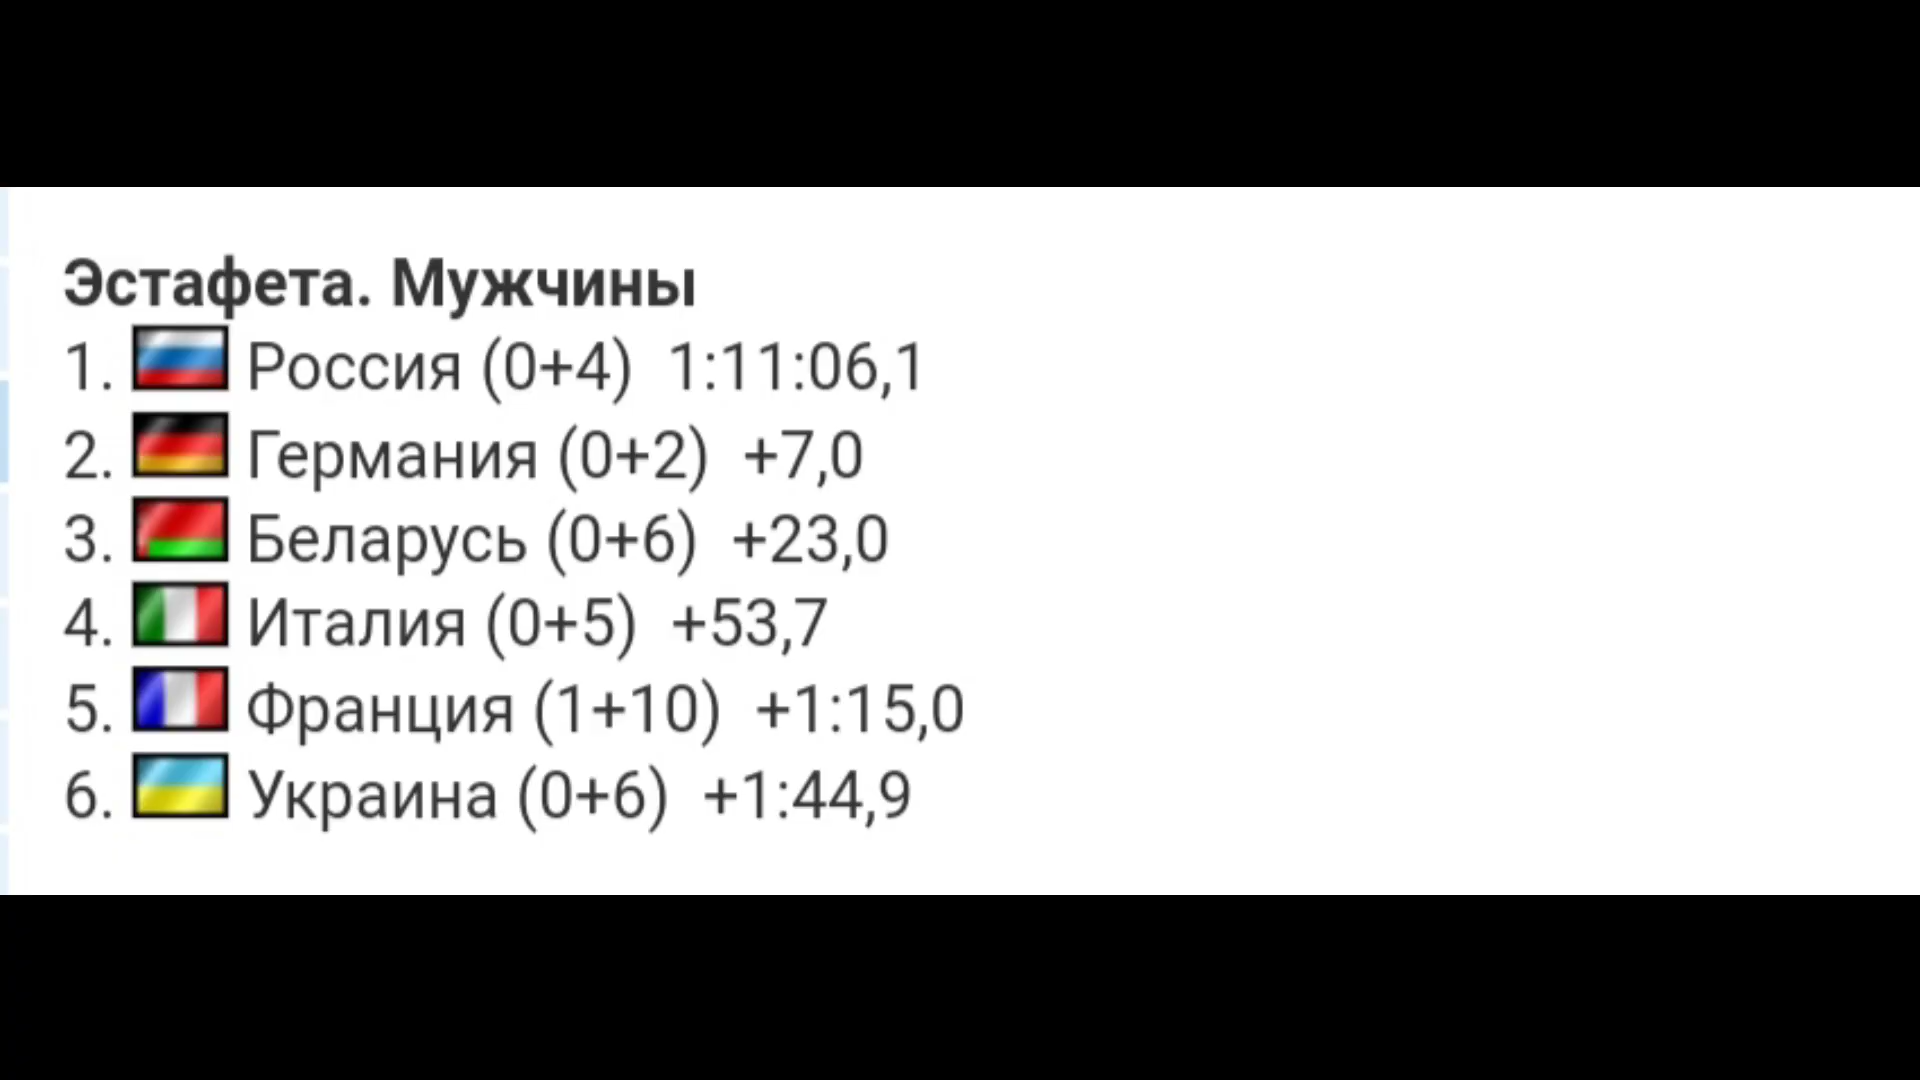 Эстафета. Мужчины
1. Россия (0+4) 1:11:06,1
2. Германия (0+2) +7,0
3. Беларусь (0+6) +23,0
4. Италия (0+5) +53,7
5. Франция (1+10) +1:15,0
6. Украина (0+6) +1:44,9